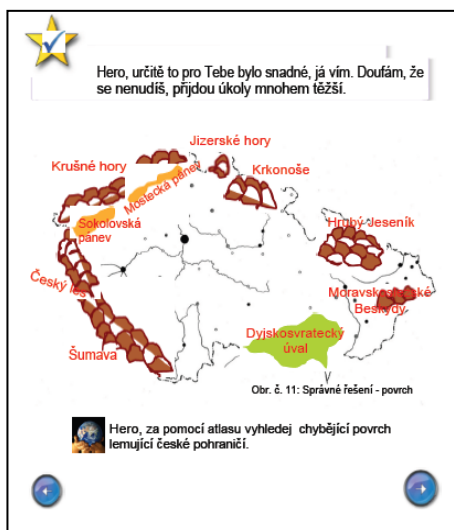 Hero, určitě to pro Tebe bylo snadné, já vím. Doufám, že
se nenudíš, přijdou úkoly mnohem těžší.
Jizerské hory
Krušné hory
Krkonoše
Mostecká pánev
Sokolovská
pánev
Hrubý Jeseník
Český les
Moravskoslezské
Beskydy
Dyjskosvratecký
úval
Šumava
Obr. č. 11: Správné řešení - povrch
Hero, za pomocí atlasu vyhledej chybějící povrch
lemující české pohraničí.